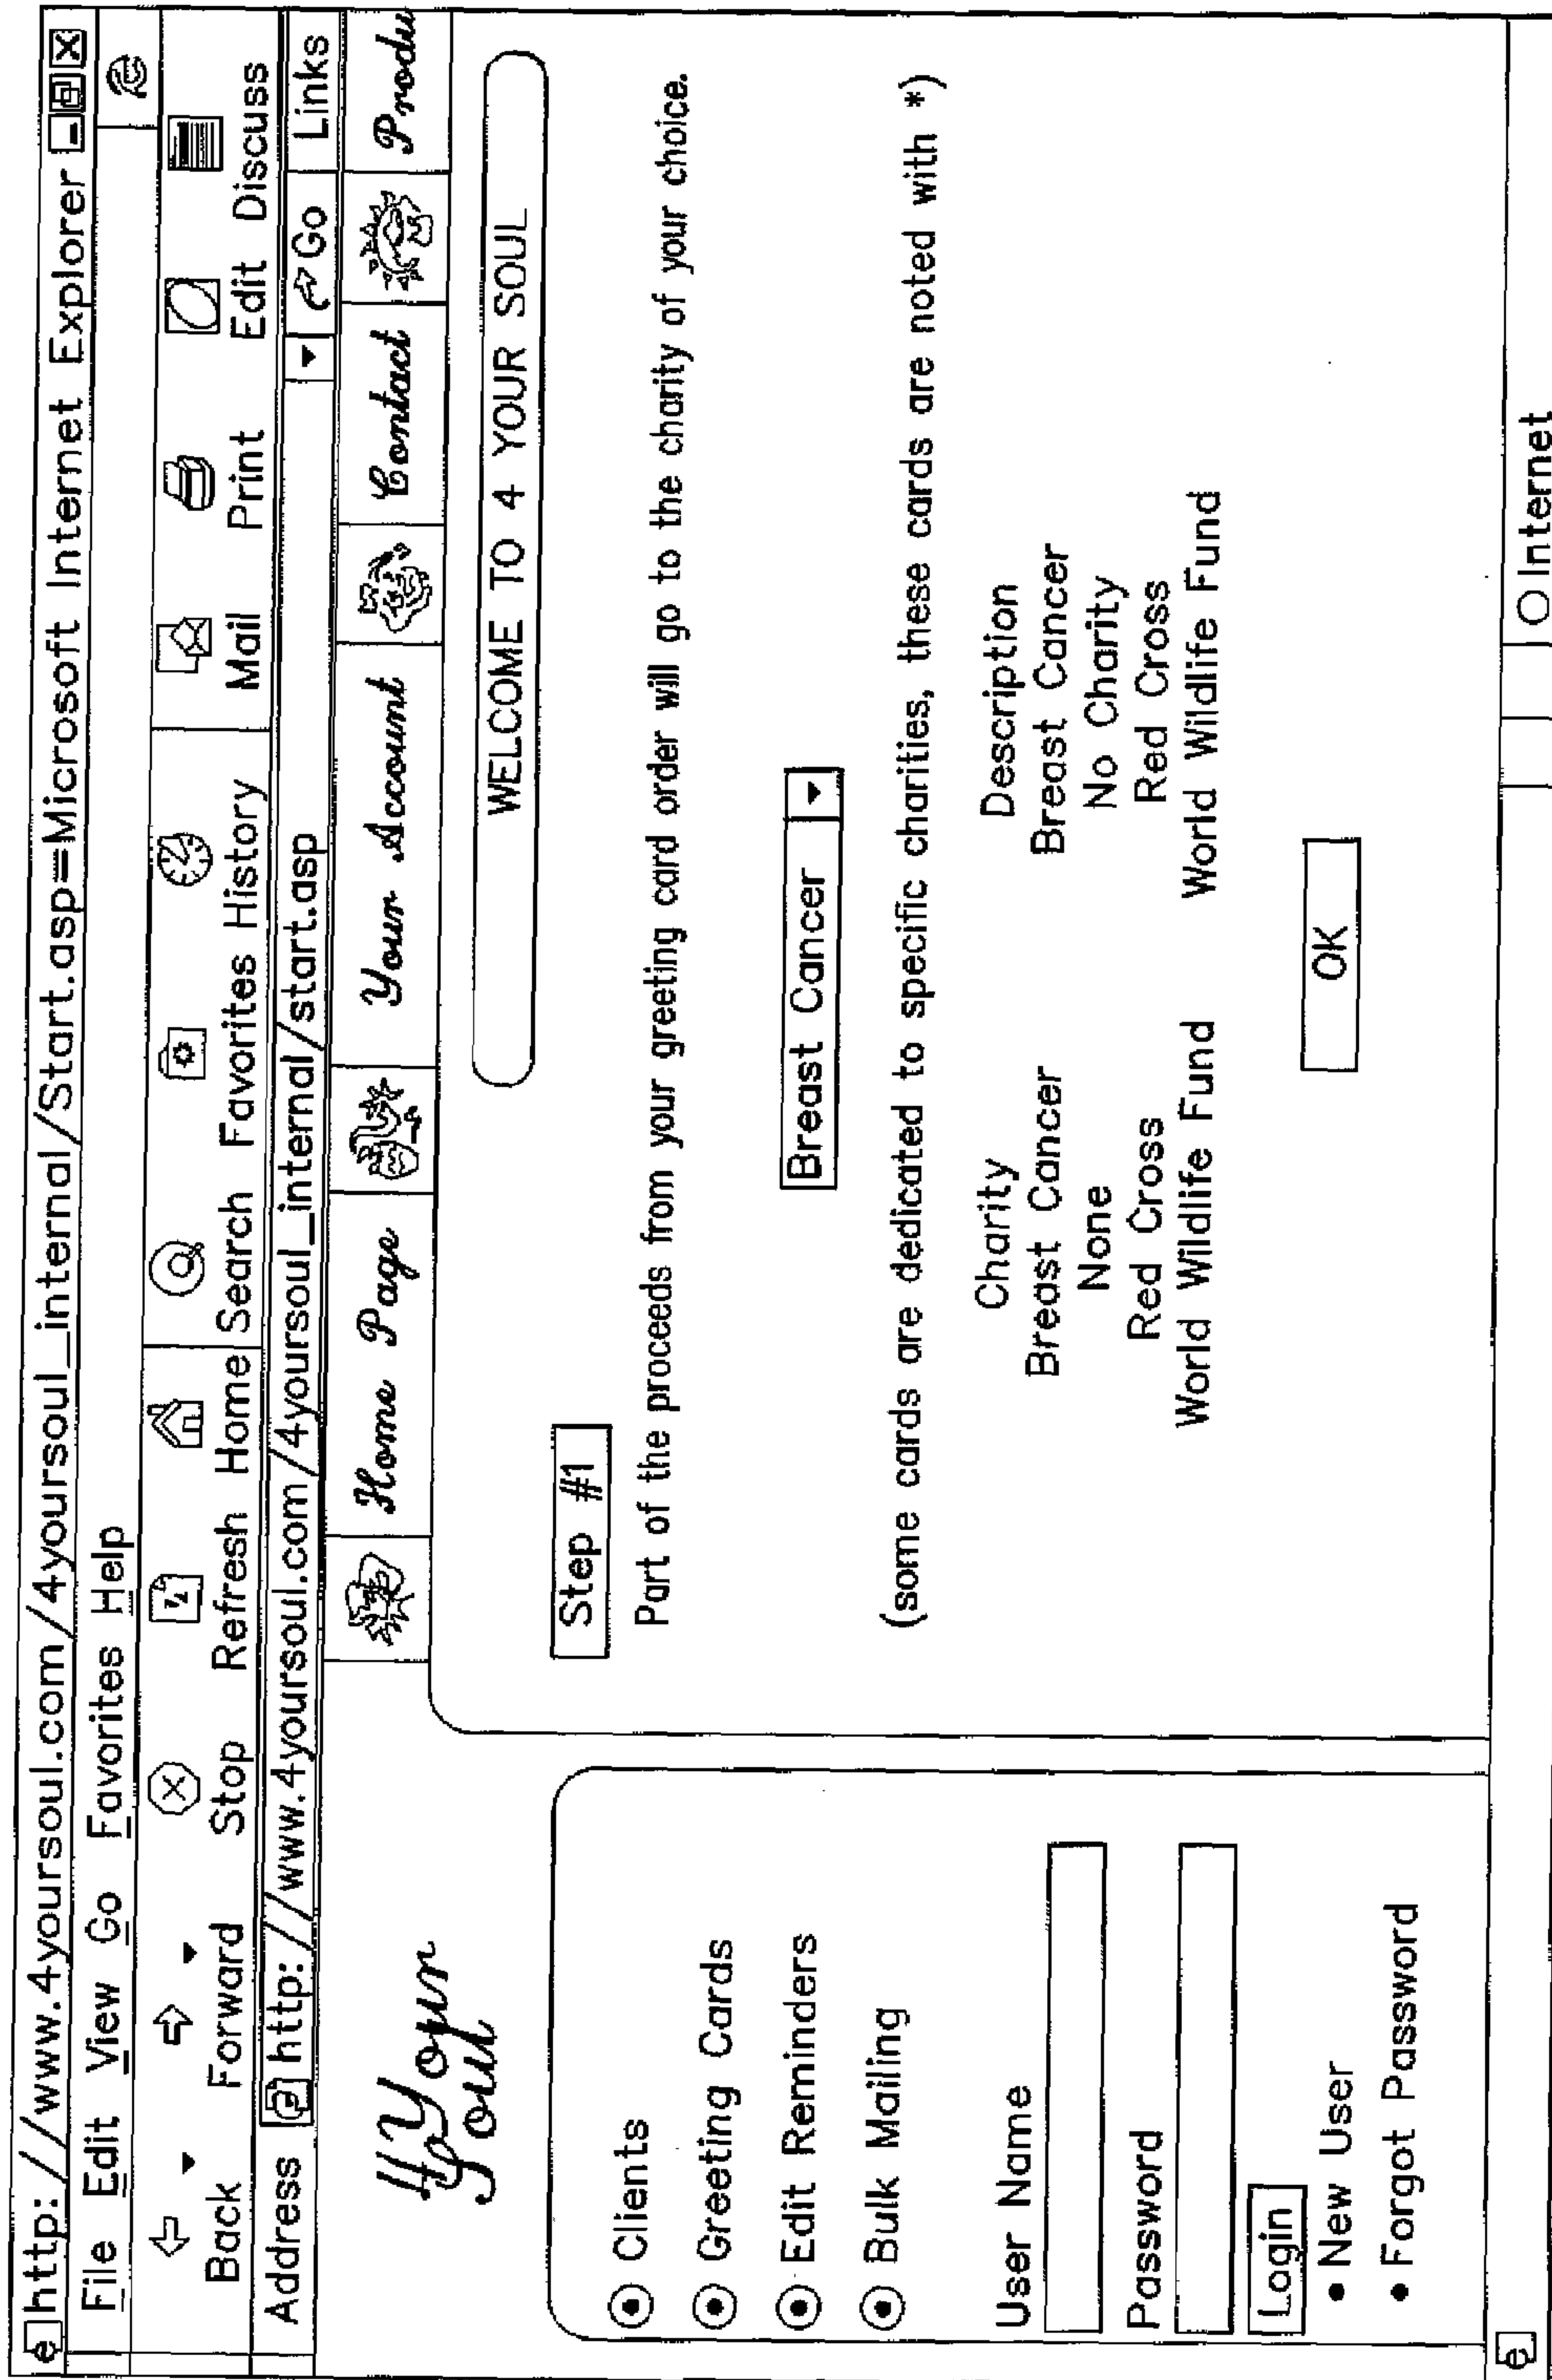 http://www.4yoursoul.com/4yoursoul_internal/Start.asp=Microsoft Internet Explorer
File Edit View Go Favorites Help
Back Forward Stop Refresh Home Search Favorites History Mail Print Edit Discuss
Address http://www.4yoursoul.com/4yoursoul_internal/start.asp Go Links
Home Page Your Account Contact Produ
4 Your
Soul
WELCOME TO 4 YOUR SOUL
Step #1
Part of the proceeds from your greeting card order will go to the charity of your choice.
Breast Cancer
(some cards are dedicated to specific charities, these cards are noted with *)
Charity Description
Breast Cancer Breast Cancer
None No Charity
Red Cross Red Cross
World Wildlife Fund World Wildlife Fund
OK
Clients
Greeting Cards
Edit Reminders
Bulk Mailing
User Name
Password
Login
• New User
• Forgot Password
Internet